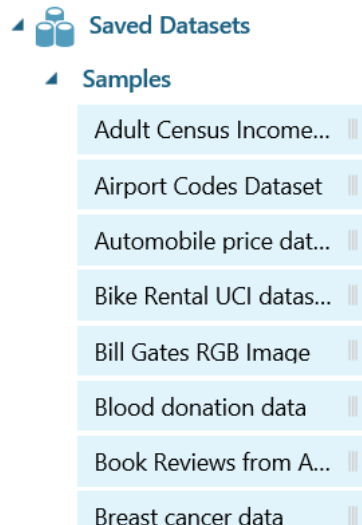 Saved Datasets
Samples
Adult Census Income...
Airport Codes Dataset
Automobile price dat...
Bike Rental UCI datas...
Bill Gates RGB Image
Blood donation data
Book Reviews from A...
Breast cancer data